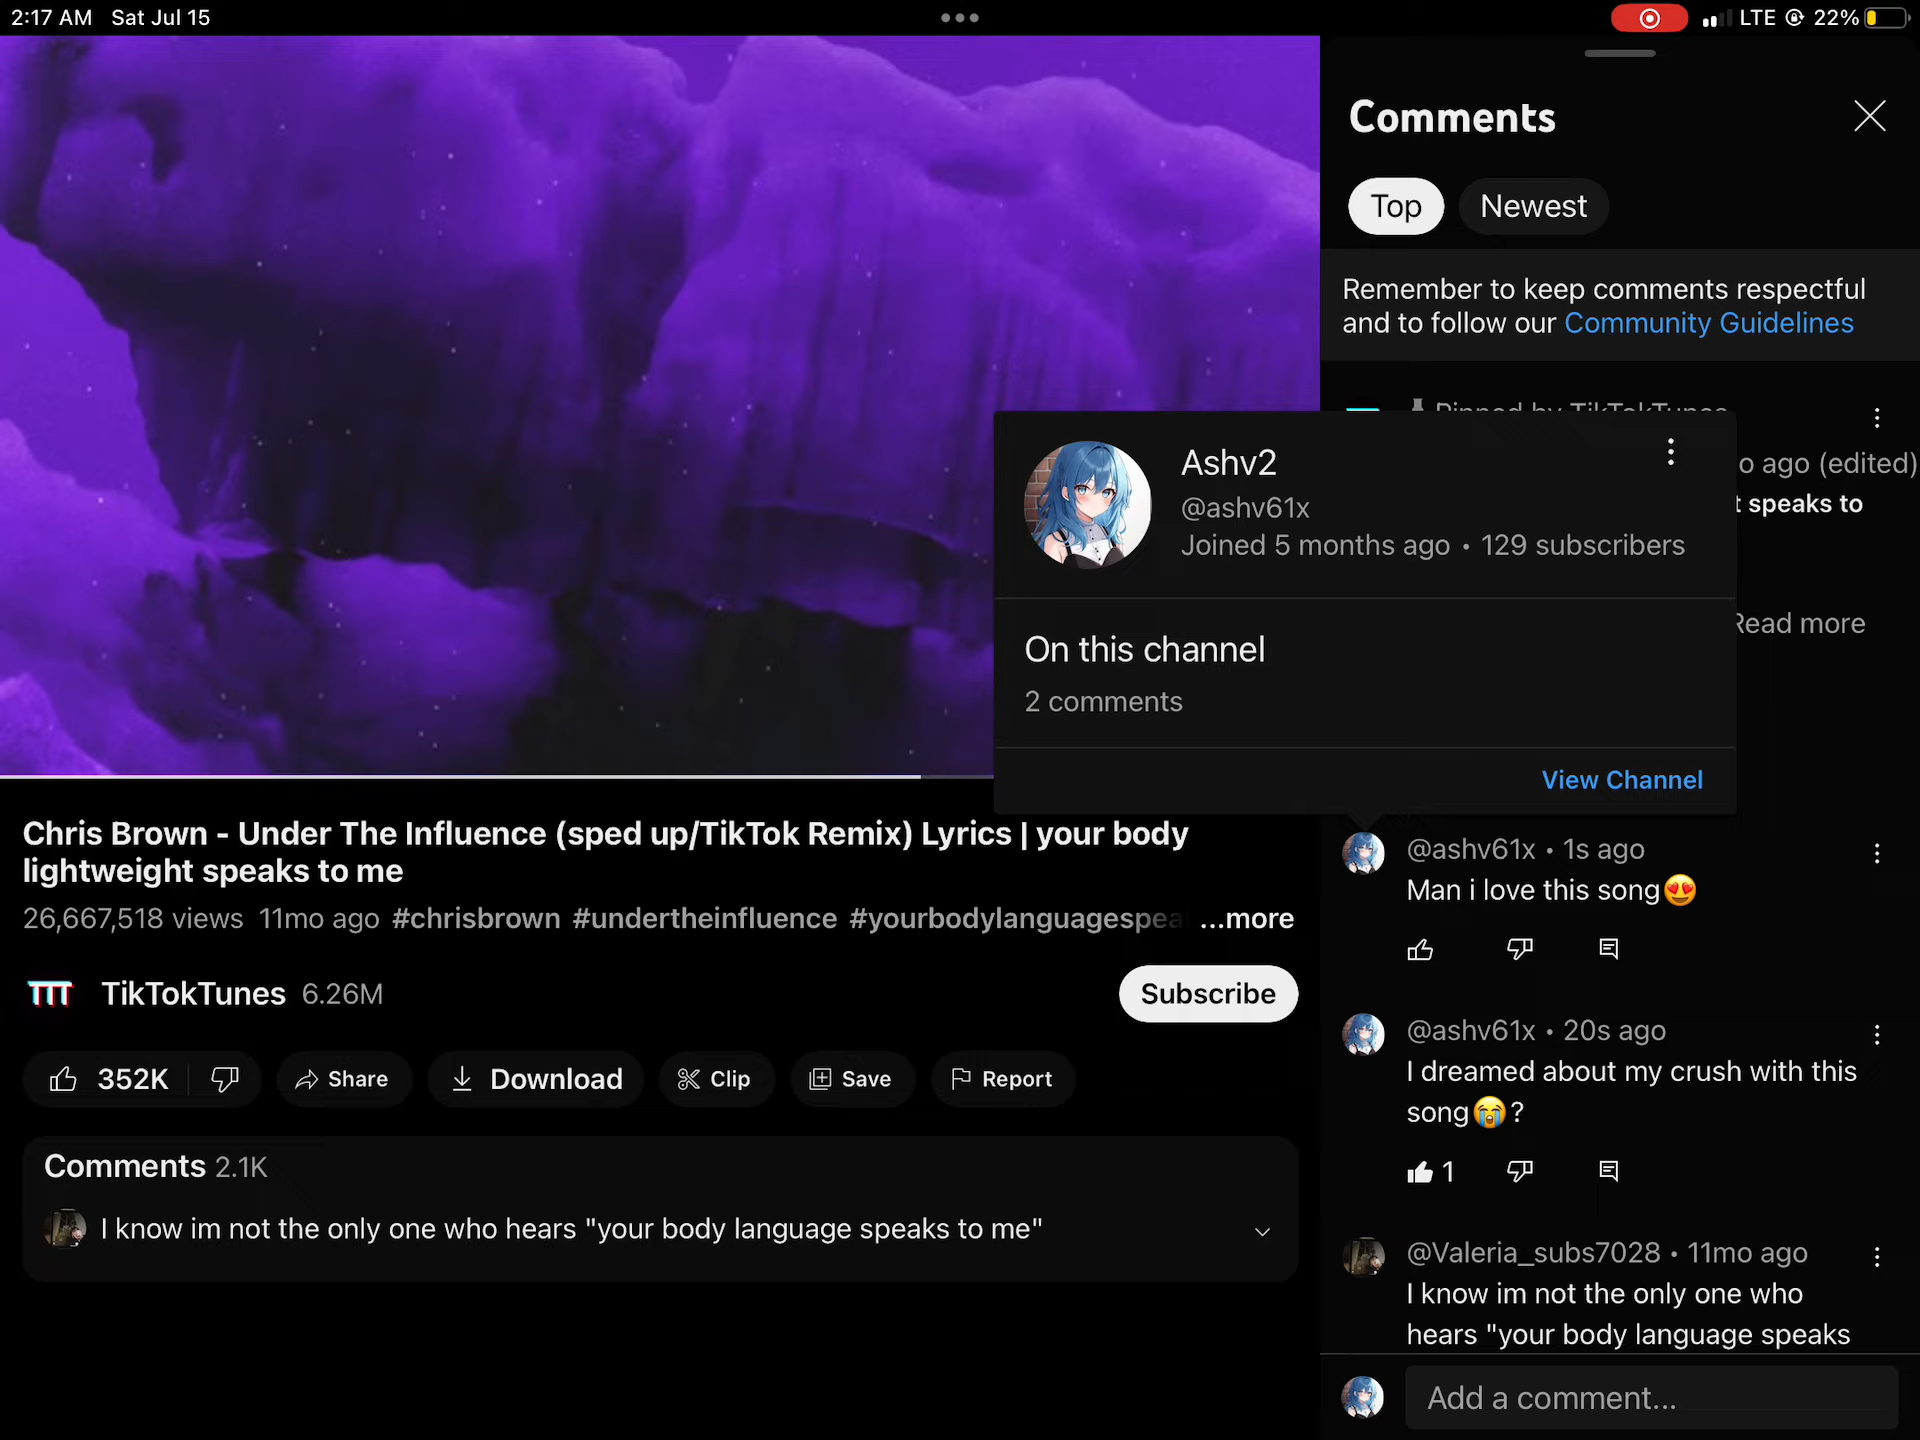 2:17 AM Sat Jul 15
LTE 22%
Comments
Top Newest
Remember to keep comments respectful
and to follow our Community Guidelines
Pinned by TikTokTunes
o ago (edited)
t speaks to
Read more
Ashv2
@ashv61x
Joined 5 months ago • 129 subscribers
On this channel
2 comments
View Channel
Chris Brown - Under The Influence (sped up/TikTok Remix) Lyrics | your body
lightweight speaks to me
26,667,518 views 11mo ago #chrisbrown #undertheinfluence #yourbodylanguagespea ...more
TTT TikTokTunes 6.26M Subscribe
352K Share Download Clip Save Report
Comments 2.1K
I know im not the only one who hears "your body language speaks to me"
@ashv61x • 1s ago
Man i love this song😍
@ashv61x • 20s ago
I dreamed about my crush with this
song😭?
1
@Valeria_subs7028 • 11mo ago
I know im not the only one who
hears "your body language speaks
Add a comment...